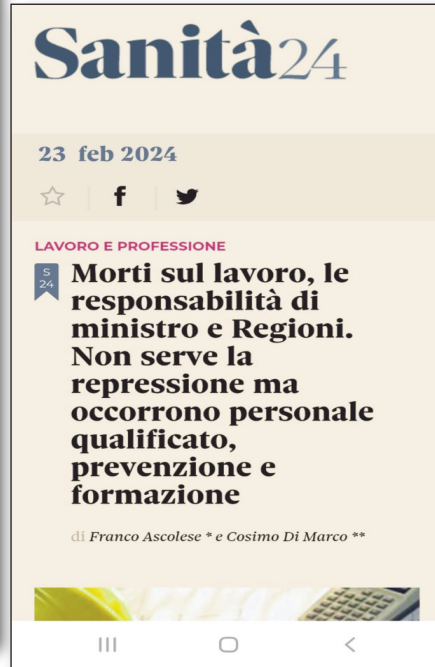 Sanità24
23 feb 2024
LAVORO E PROFESSIONE
S
24
Morti sul lavoro, le
responsabilità di
ministro e Regioni.
Non serve la
repressione ma
occorrono personale
qualificato,
prevenzione e
formazione
di Franco Ascolese * e Cosimo Di Marco **